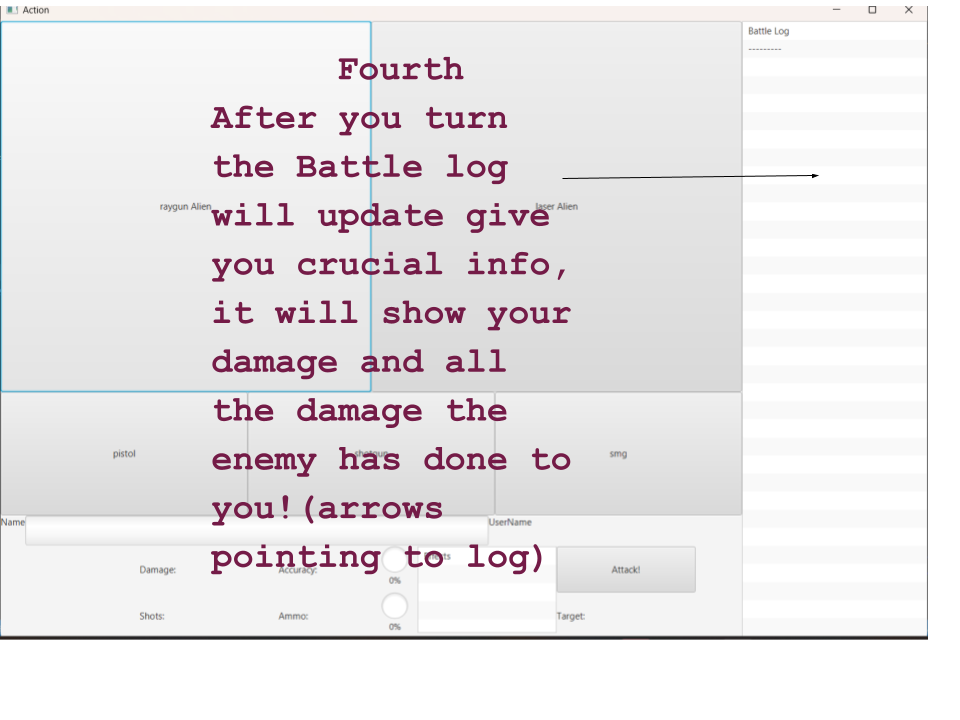 Action
Battle Log
---------
Fourth
After you turn
the Battle log
will update give
you crucial info,
it will show your
damage and all
the damage the
enemy has done to
you!(arrows
pointing to log)
raygun Alien
laser Alien
pistol
shotgun
smg
Name
UserName
Damage:
Accuracy:
0%
Effects
Attack!
Shots:
Ammo:
0%
Target: